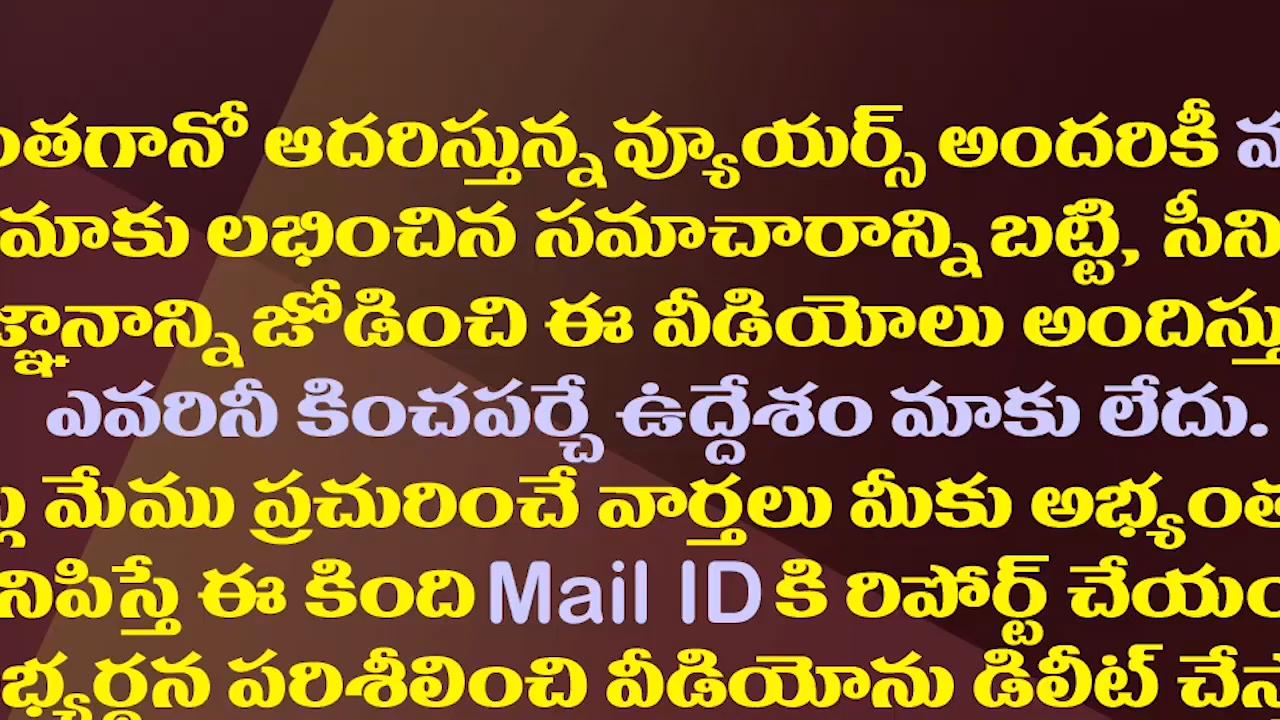 ంతగానో ఆదరిస్తున్న వ్యూయర్స్ అందరికీ
మాకు లభించిన సమాచారాన్ని బట్టి, సీని
జ్ఞానాన్ని జోడించి ఈ వీడియోలు అందిస్తు
ఎవరినీ కించపర్చే ఉద్దేశం మాకు లేదు.
మేము ప్రచురించే వార్తలు మీకు అభ్యంత
నిపిస్తే ఈ కింది Mail ID కి రిపోర్ట్ చేయం
భ్యర్థన పరిశీలించి వీడియోను డిలీట్ చేస